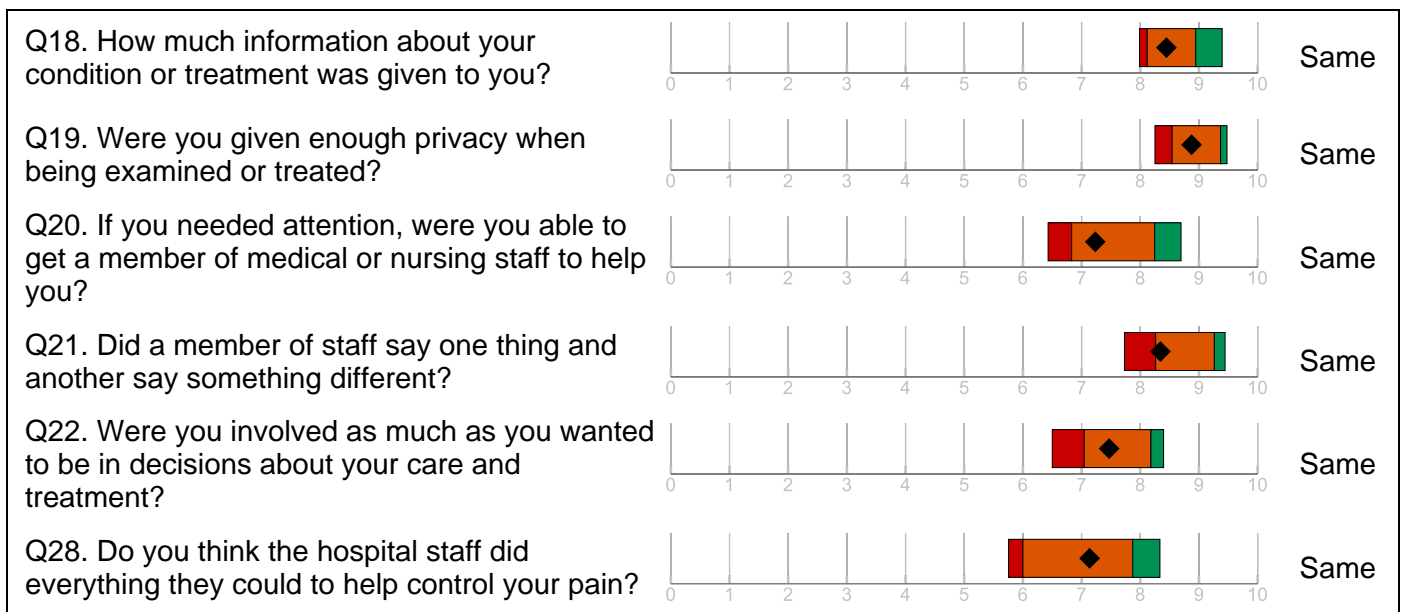 Q18. How much information about your
condition or treatment was given to you?
0 1 2 3 4 5 6 7 8 9 10
Same
Q19. Were you given enough privacy when
being examined or treated?
0 1 2 3 4 5 6 7 8 9 10
Same
Q20. If you needed attention, were you able to
get a member of medical or nursing staff to help
you?
0 1 2 3 4 5 6 7 8 9 10
Same
Q21. Did a member of staff say one thing and
another say something different?
0 1 2 3 4 5 6 7 8 9 10
Same
Q22. Were you involved as much as you wanted
to be in decisions about your care and
treatment?
0 1 2 3 4 5 6 7 8 9 10
Same
Q28. Do you think the hospital staff did
everything they could to help control your pain?
0 1 2 3 4 5 6 7 8 9 10
Same